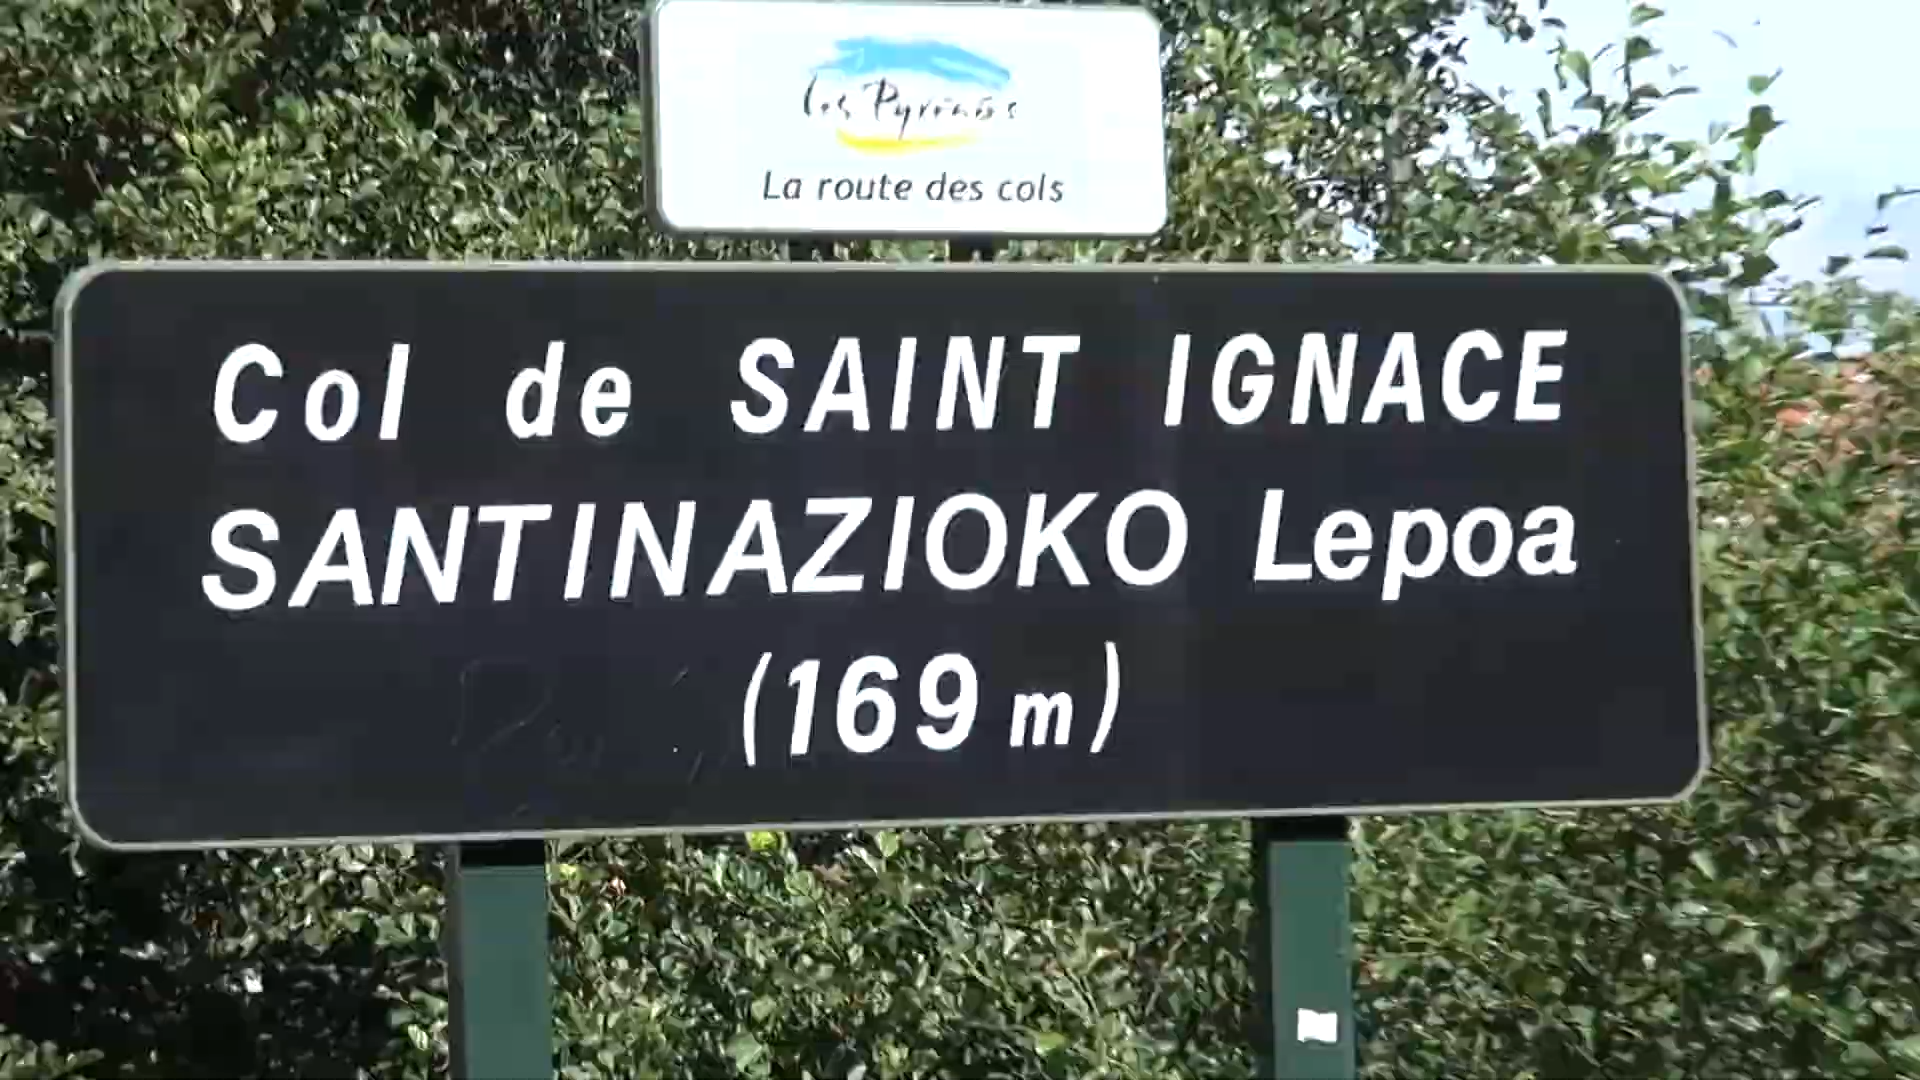 Les Pyrénées
La route des cols
Col de SAINT IGNACE
SANTINAZIOKO Lepoa
(169 m)